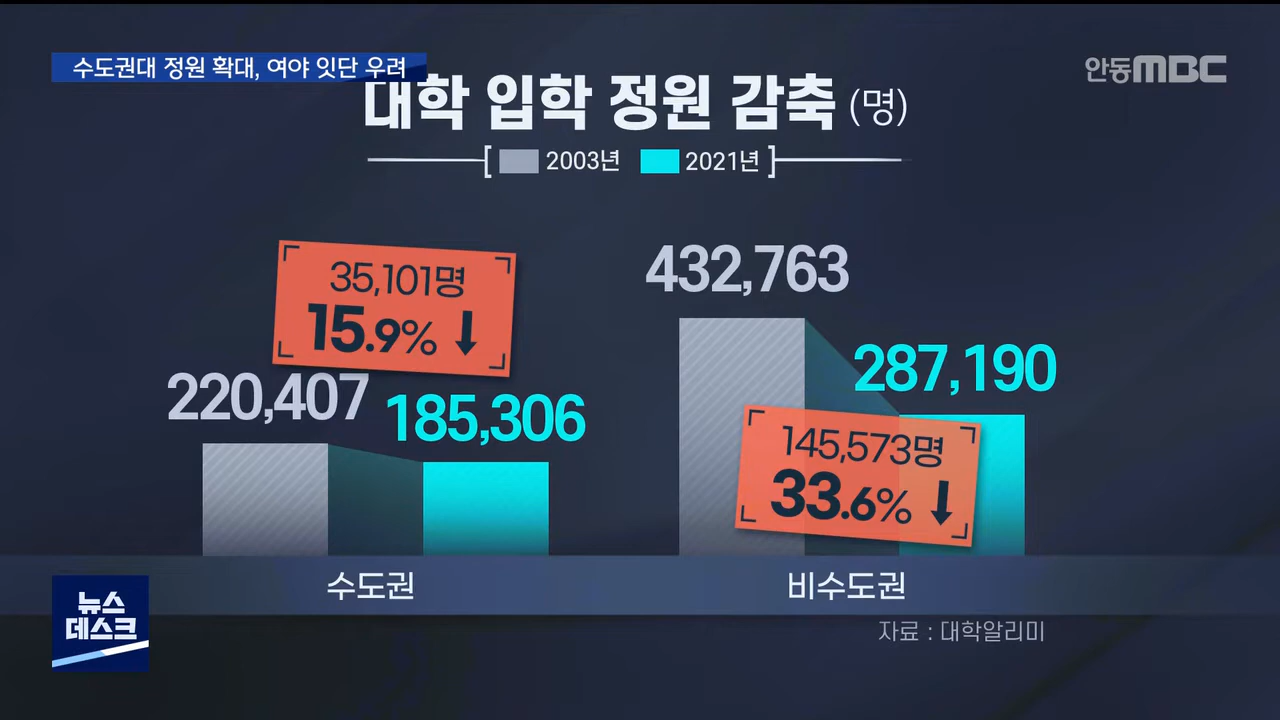 수도권대 정원 확대, 여야 잇단 우려
안동MBC
대학 입학 정원 감축 (명)
2003년 2021년
35,101명
15.9% ↓
220,407
185,306
432,763
287,190
145,573명
33.6% ↓
수도권
비수도권
뉴스
데스크
자료 : 대학알리미